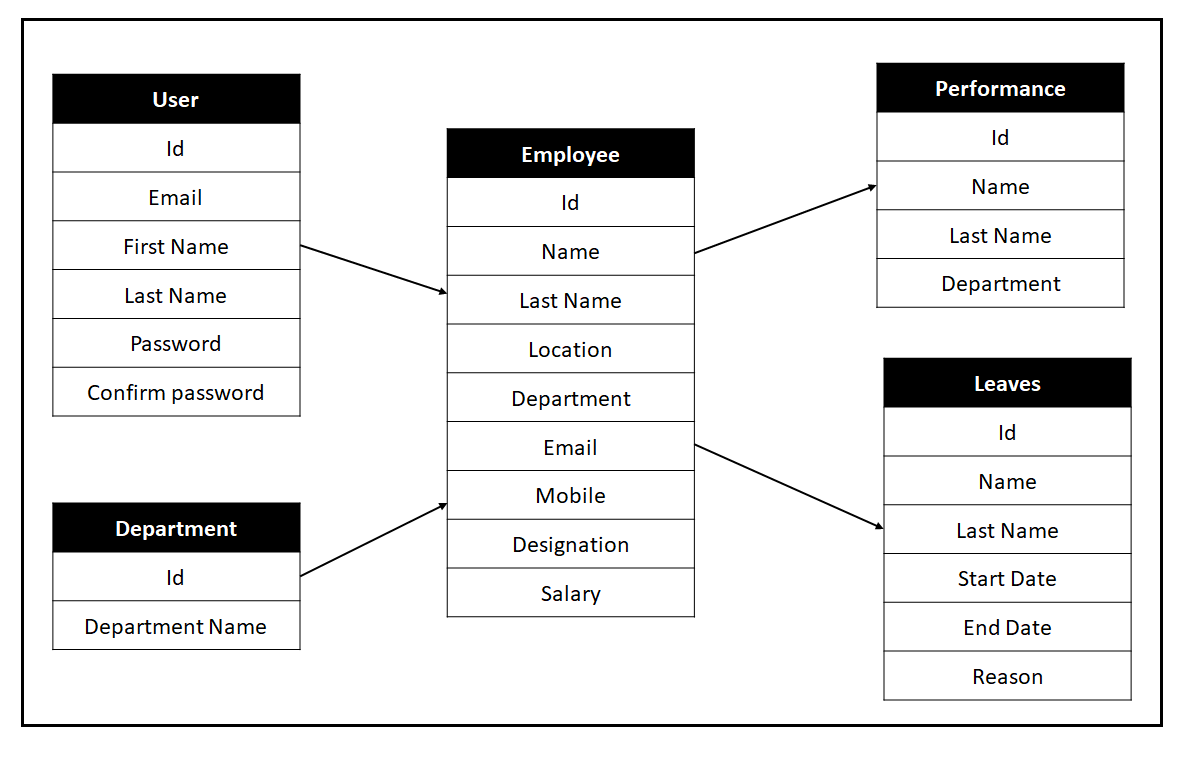 User
Id
Email
First Name
Last Name
Password
Confirm password
Department
Id
Department Name
Employee
Id
Name
Last Name
Location
Department
Email
Mobile
Designation
Salary
Performance
Id
Name
Last Name
Department
Leaves
Id
Name
Last Name
Start Date
End Date
Reason